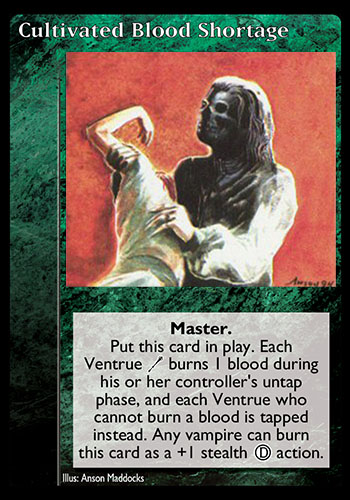 Cultivated Blood Shortage
Anson 94
Master.
Put this card in play. Each
Ventrue burns 1 blood during
his or her controller's untap
phase, and each Ventrue who
cannot burn a blood is tapped
instead. Any vampire can burn
this card as a +1 stealth D action.
Illus: Anson Maddocks